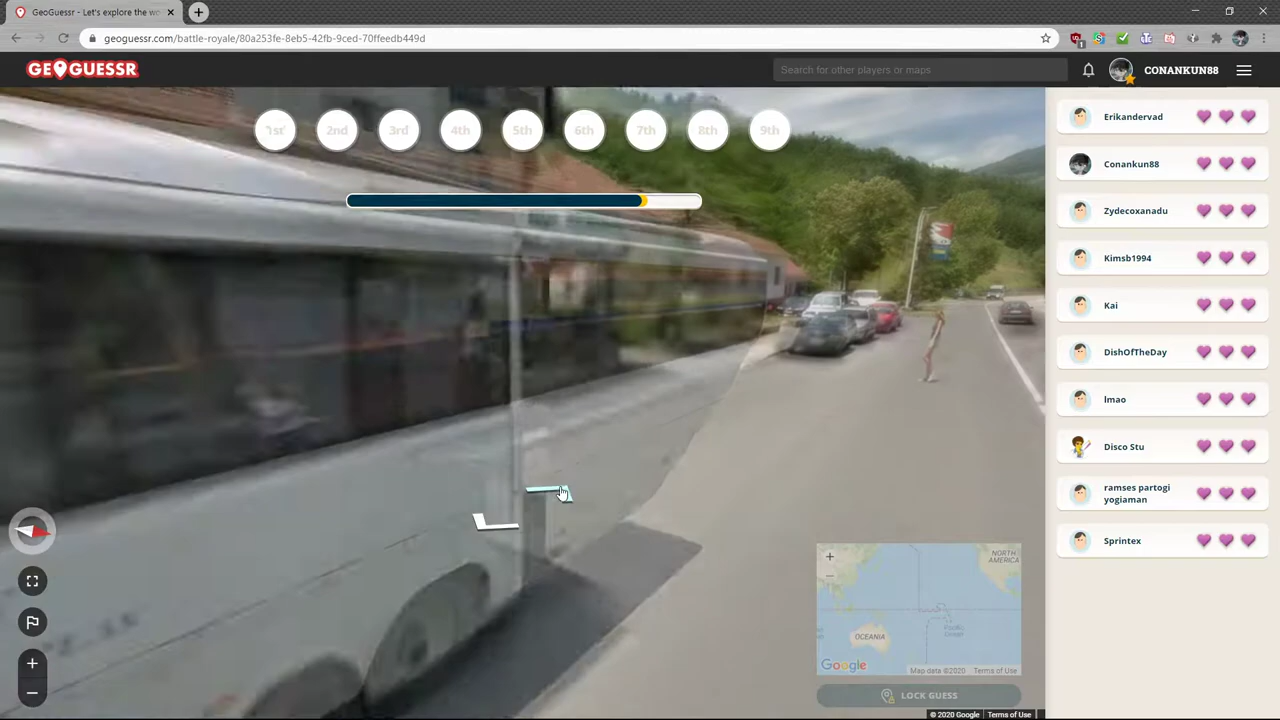 GeoGuessr - Let's explore the wo
geoguessr.com/battle-royale/80a253fe-8eb5-42fb-9ced-70ffeedb449d
GEOGUESSR
Search for other players or maps
CONANKUN88
1st
2nd
3rd
4th
5th
6th
7th
8th
9th
Erikandervad
Conankun88
Zydecoxanadu
Kimsb1994
Kai
DishOfTheDay
lmao
Disco Stu
ramses partogi
yogiaman
Sprintex
NORTH
AMERICA
Pacific
Ocean
OCEANIA
Google
Map data ©2020
Terms of Use
LOCK GUESS
© 2020 Google
Terms of Use